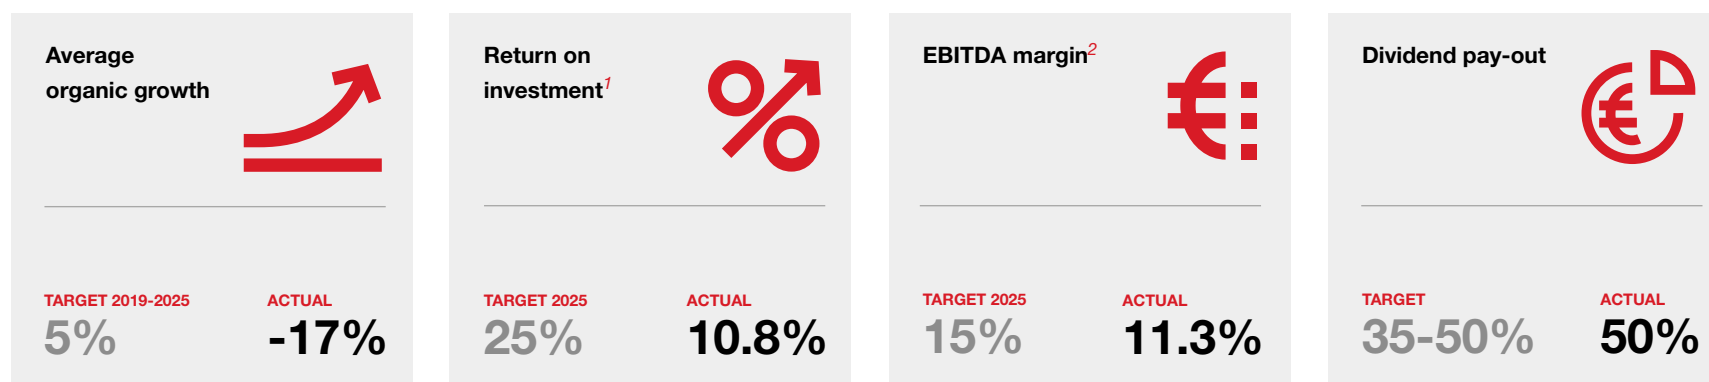 Average
organic growth
TARGET 2019-2025
ACTUAL
5%
-17%
Return on
investment1
TARGET 2025
ACTUAL
25%
10.8%
EBITDA margin2
TARGET 2025
ACTUAL
15%
11.3%
Dividend pay-out
TARGET
ACTUAL
35-50%
50%